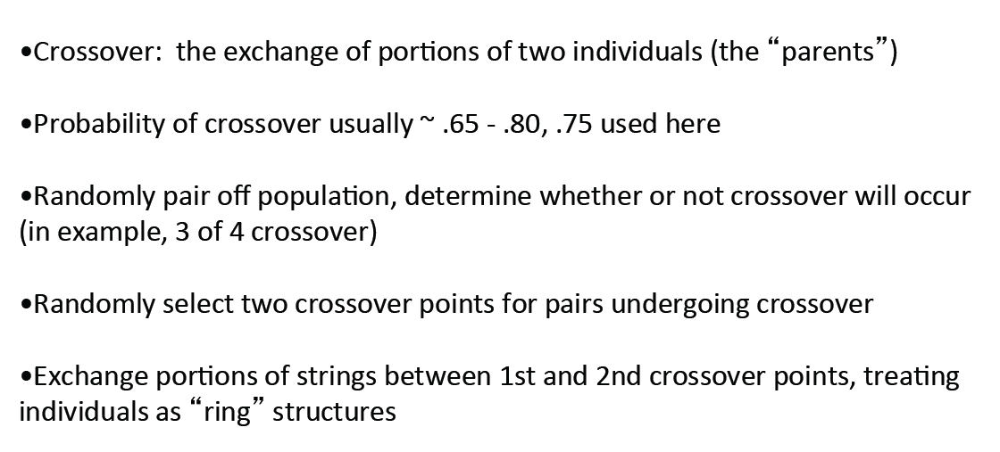 •Crossover:  the exchange of portions of two individuals (the “parents”)
•Probability of crossover usually ~ .65 - .80, .75 used here
•Randomly pair off population, determine whether or not crossover will occur
(in example, 3 of 4 crossover)
•Randomly select two crossover points for pairs undergoing crossover
•Exchange portions of strings between 1st and 2nd crossover points, treating
individuals as “ring” structures